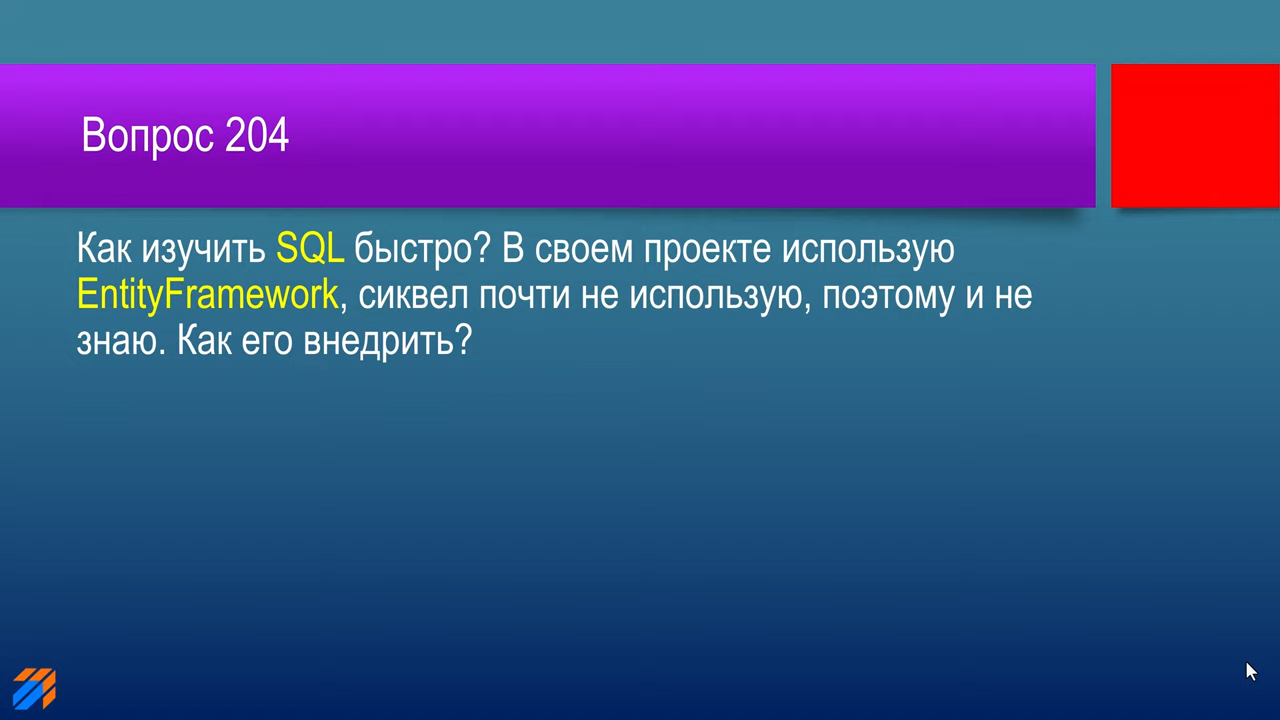 Вопрос 204
Как изучить SQL быстро? В своем проекте использую
EntityFramework, сиквел почти не использую, поэтому и не
знаю. Как его внедрить?